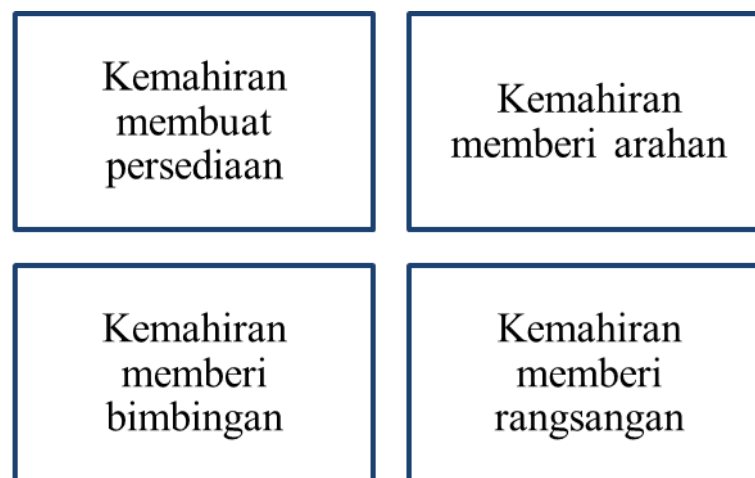 Kemahiran
membuat
persediaan
Kemahiran
memberi arahan
Kemahiran
memberi
bimbingan
Kemahiran
memberi
rangsangan